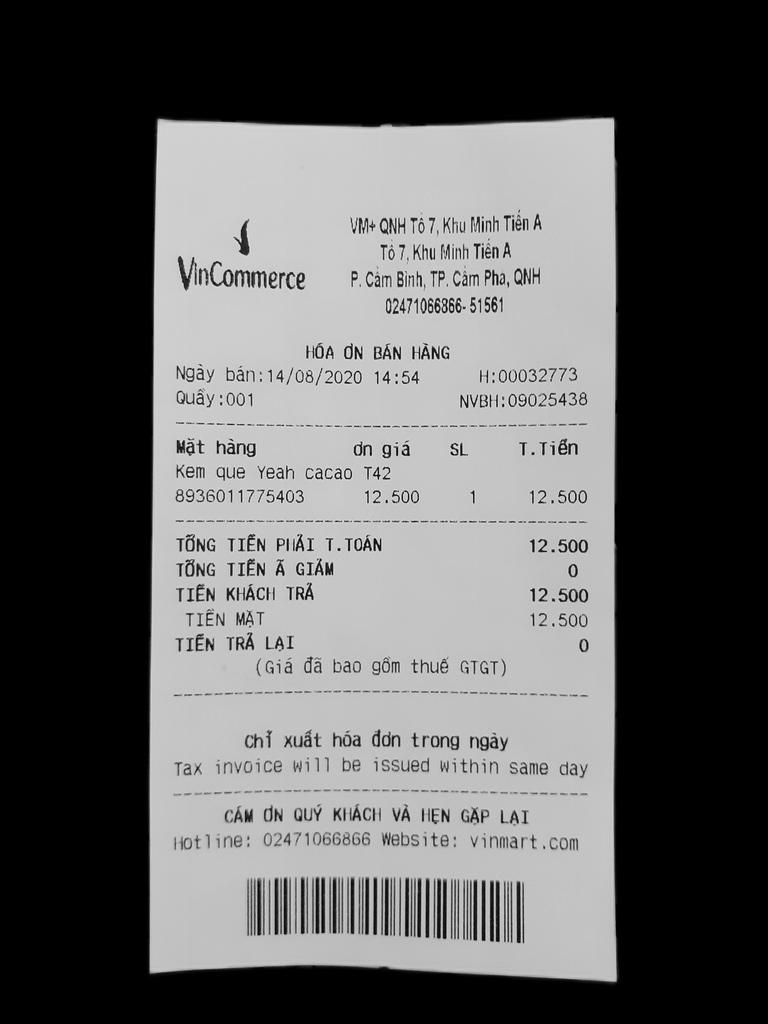 VinCommerce
VM+ QNH Tổ 7, Khu Minh Tiến A
Tổ 7, Khu Minh Tiến A
P. Cẩm Bình, TP. Cẩm Phả, QNH
02471066866- 51561
HÓA ƠN BÁN HÀNG
Ngày bán:14/08/2020 14:54 H:00032773
Quầy:001 NVBH:09025438
Mặt hàng ơn giá SL T.Tiền
Kem que Yeah cacao T42
8936011775403 12.500 1 12.500
TỔNG TIỀN PHẢI T.TOÁN 12.500
TỔNG TIỀN Ã GIẢM 0
TIỀN KHÁCH TRẢ 12.500
TIỀN MẶT 12.500
TIỀN TRẢ LẠI 0
(Giá đã bao gồm thuế GTGT)
Chỉ xuất hóa đơn trong ngày
Tax invoice will be issued within same day
CÁM ƠN QUÝ KHÁCH VÀ HẸN GẶP LẠI
Hotline: 02471066866 Website: vinmart.com